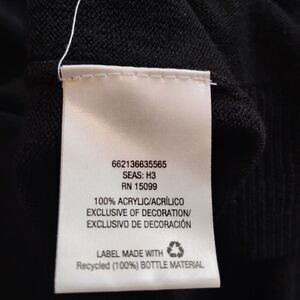 662136635565
SEAS: H3
RN 15099
100% ACRYLIC/ACRÍLICO
EXCLUSIVE OF DECORATION/
EXCLUSIVO DE DECORACIÓN
LABEL MADE WITH
Recycled (100%) BOTTLE MATERIAL